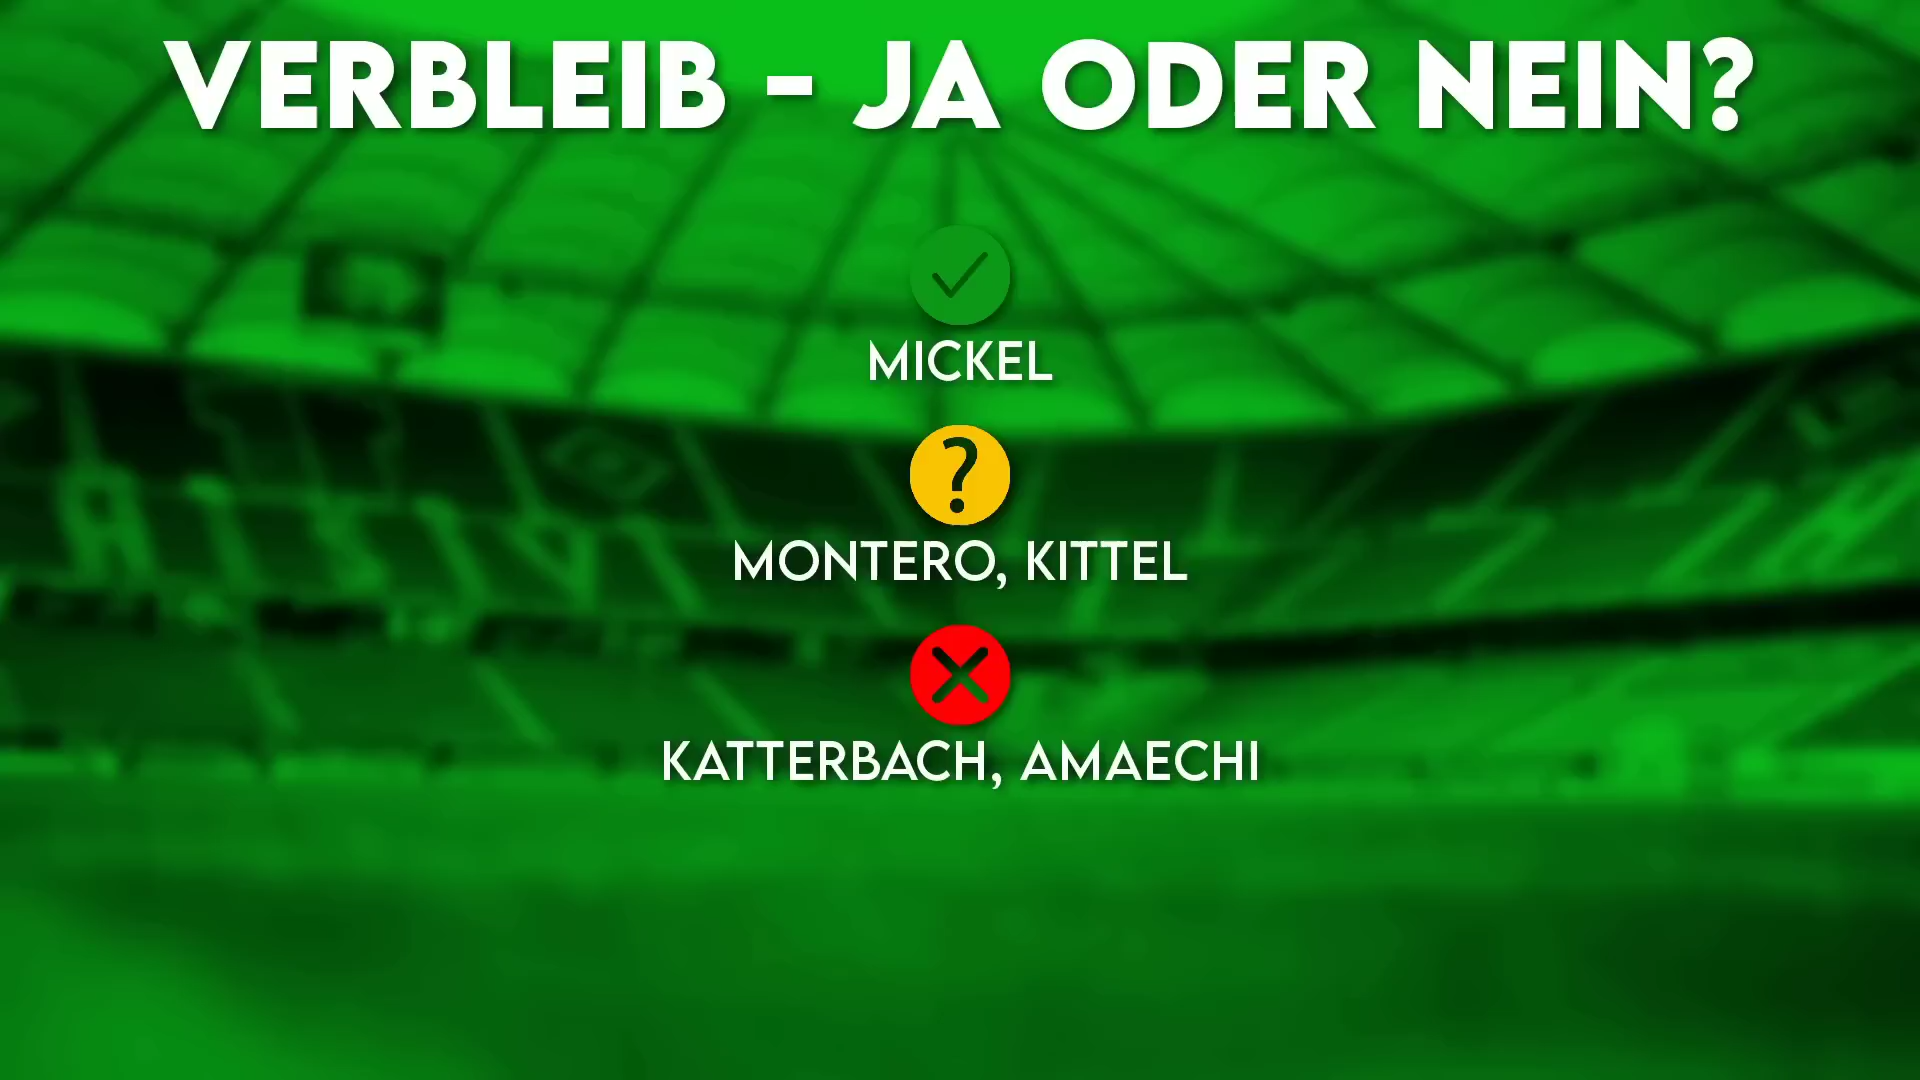 VERBLEIB - JA ODER NEIN?
MICKEL
?
MONTERO, KITTEL
KATTERBACH, AMAECHI